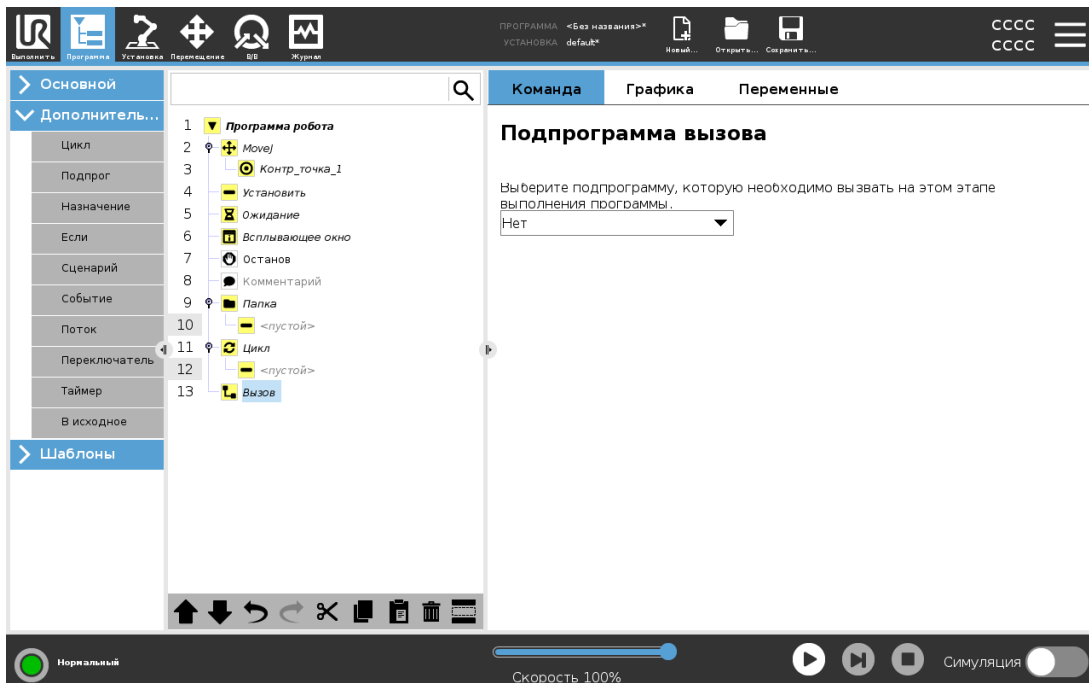 UR
Выполнить
Программа
Установка
Перемещение
В/В
Журнал
ПРОГРАММА <Без названия>*
УСТАНОВКА default*
Новый...
Открыть...
Сохранить...
CCCC
CCCC
Основной
Дополнитель...
Цикл
Подпрог
Назначение
Если
Сценарий
Событие
Поток
Переключатель
Таймер
В исходное
Шаблоны
1 Программа робота
2 MoveJ
3 Контр_точка_1
4 Установить
5 Ожидание
6 Всплывающее окно
7 Останов
8 Комментарий
9 Папка
10 <пустой>
11 Цикл
12 <пустой>
13 Вызов
Команда
Графика
Переменные
Подпрограмма вызова
Выберите подпрограмму, которую необходимо вызвать на этом этапе
выполнения программы.
Нет
Нормальный
Скорость 100%
Симуляция